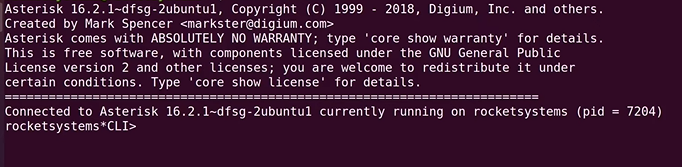 Asterisk 16.2.1~dfsg-2ubuntu1, Copyright (C) 1999 - 2018, Digium, Inc. and others.
Created by Mark Spencer <markster@digium.com>
Asterisk comes with ABSOLUTELY NO WARRANTY; type 'core show warranty' for details.
This is free software, with components licensed under the GNU General Public
License version 2 and other licenses; you are welcome to redistribute it under
certain conditions. Type 'core show license' for details.
=========================================================================
Connected to Asterisk 16.2.1~dfsg-2ubuntu1 currently running on rocketsystems (pid = 7204)
rocketsystems*CLI>